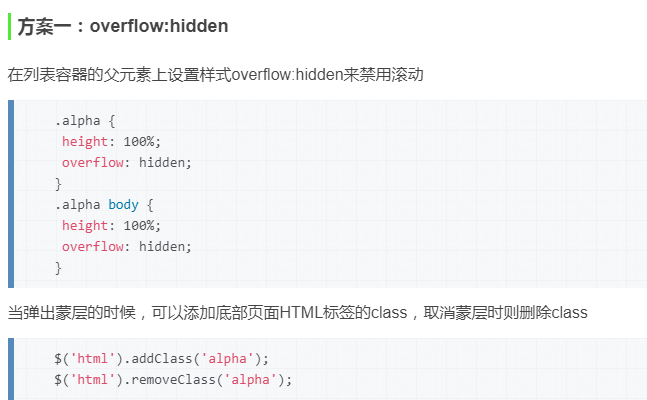 方案一：overflow:hidden
在列表容器的父元素上设置样式overflow:hidden来禁用滚动
.alpha {
height: 100%;
overflow: hidden;
}
.alpha body {
height: 100%;
overflow: hidden;
}
当弹出蒙层的时候，可以添加底部页面HTML标签的class，取消蒙层时则删除class
$('html').addClass('alpha');
$('html').removeClass('alpha');